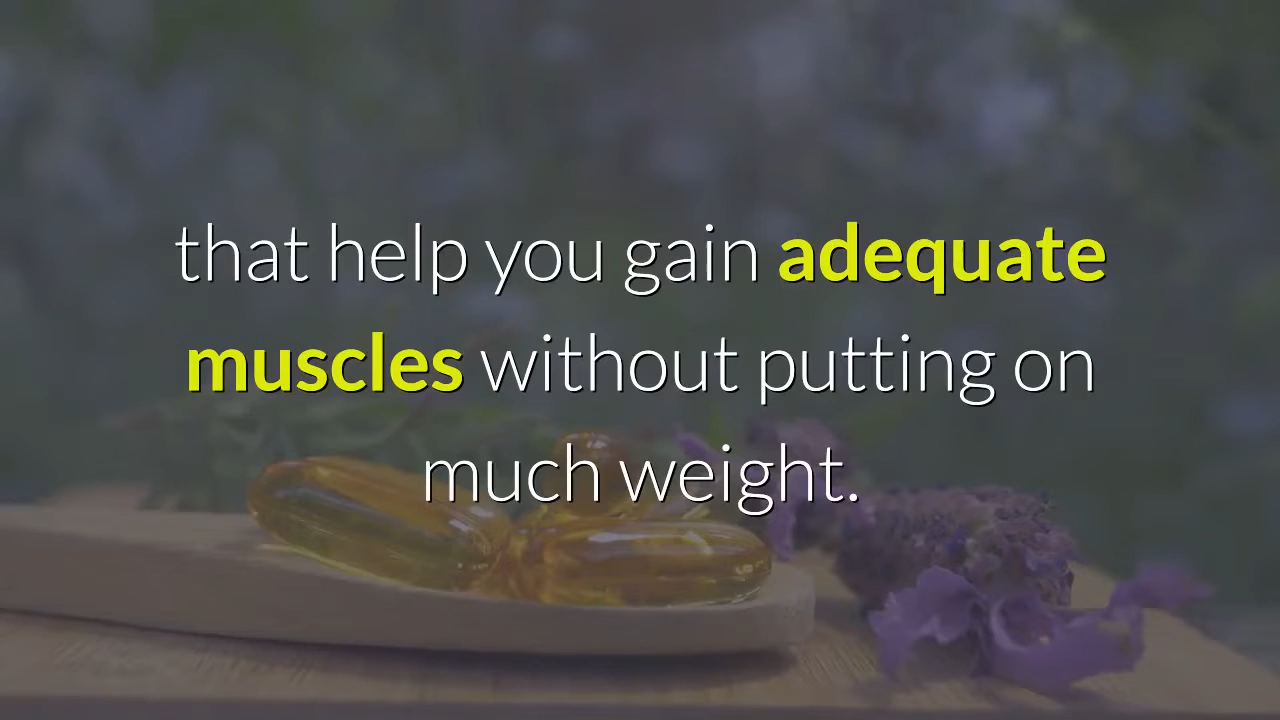 that help you gain adequate
muscles without putting on
much weight.